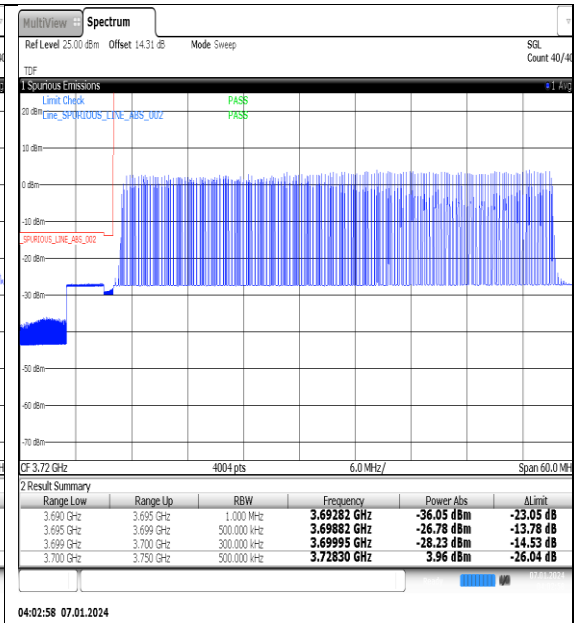 MultiView Spectrum
Ref Level 25.00 dBm Offset 14.31 dB Mode Sweep SGL
Count 40/40
TDF
1 Spurious Emissions 1 Avg
Limit Check PASS
20 dBm Line_SPURIOUS_LINE_ABS_002 PASS
10 dBm
0 dBm
-10 dBm
_SPURIOUS_LINE_ABS_002
-20 dBm
-30 dBm
-50 dBm
-60 dBm
-70 dBm
CF 3.72 GHz 4004 pts 6.0 MHz/ Span 60.0 MH
2 Result Summary
Range Low Range Up RBW Frequency Power Abs ΔLimit
3.690 GHz 3.695 GHz 1.000 MHz 3.69282 GHz -36.05 dBm -23.05 dB
3.695 GHz 3.699 GHz 500.000 kHz 3.69882 GHz -26.78 dBm -13.78 dB
3.699 GHz 3.700 GHz 300.000 kHz 3.69995 GHz -28.23 dBm -14.53 dB
3.700 GHz 3.750 GHz 500.000 kHz 3.72830 GHz 3.96 dBm -26.04 dB
07.01.2024
04:02:58 07.01.2024